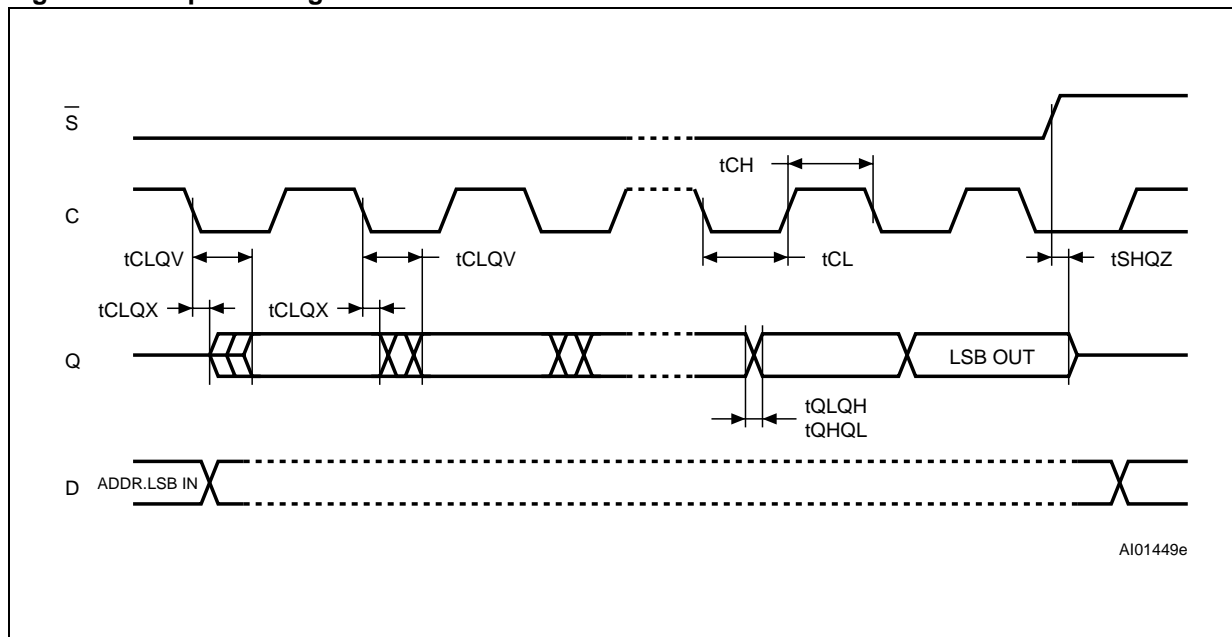 S
tCH
C
tCLQV
tCLQV
tCL
tSHQZ
tCLQX
tCLQX
Q
LSB OUT
tQLQH
tQHQL
D
ADDR.LSB IN
AI01449e